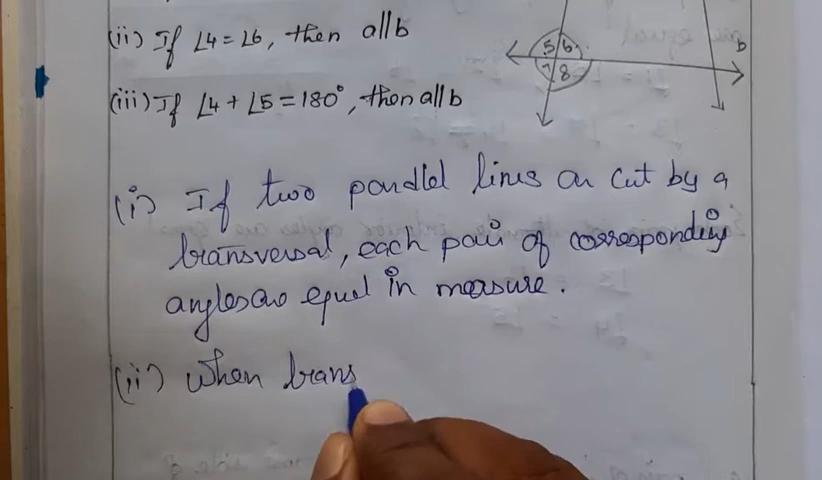 (ii) If ∠4=∠6, then a||b
5 6
7 8
b
(iii) If ∠4+∠5=180°, then a||b
(i) If two parallel lines are cut by a
transversal, each pair of corresponding
angles are equal in measure.
(ii) When trans